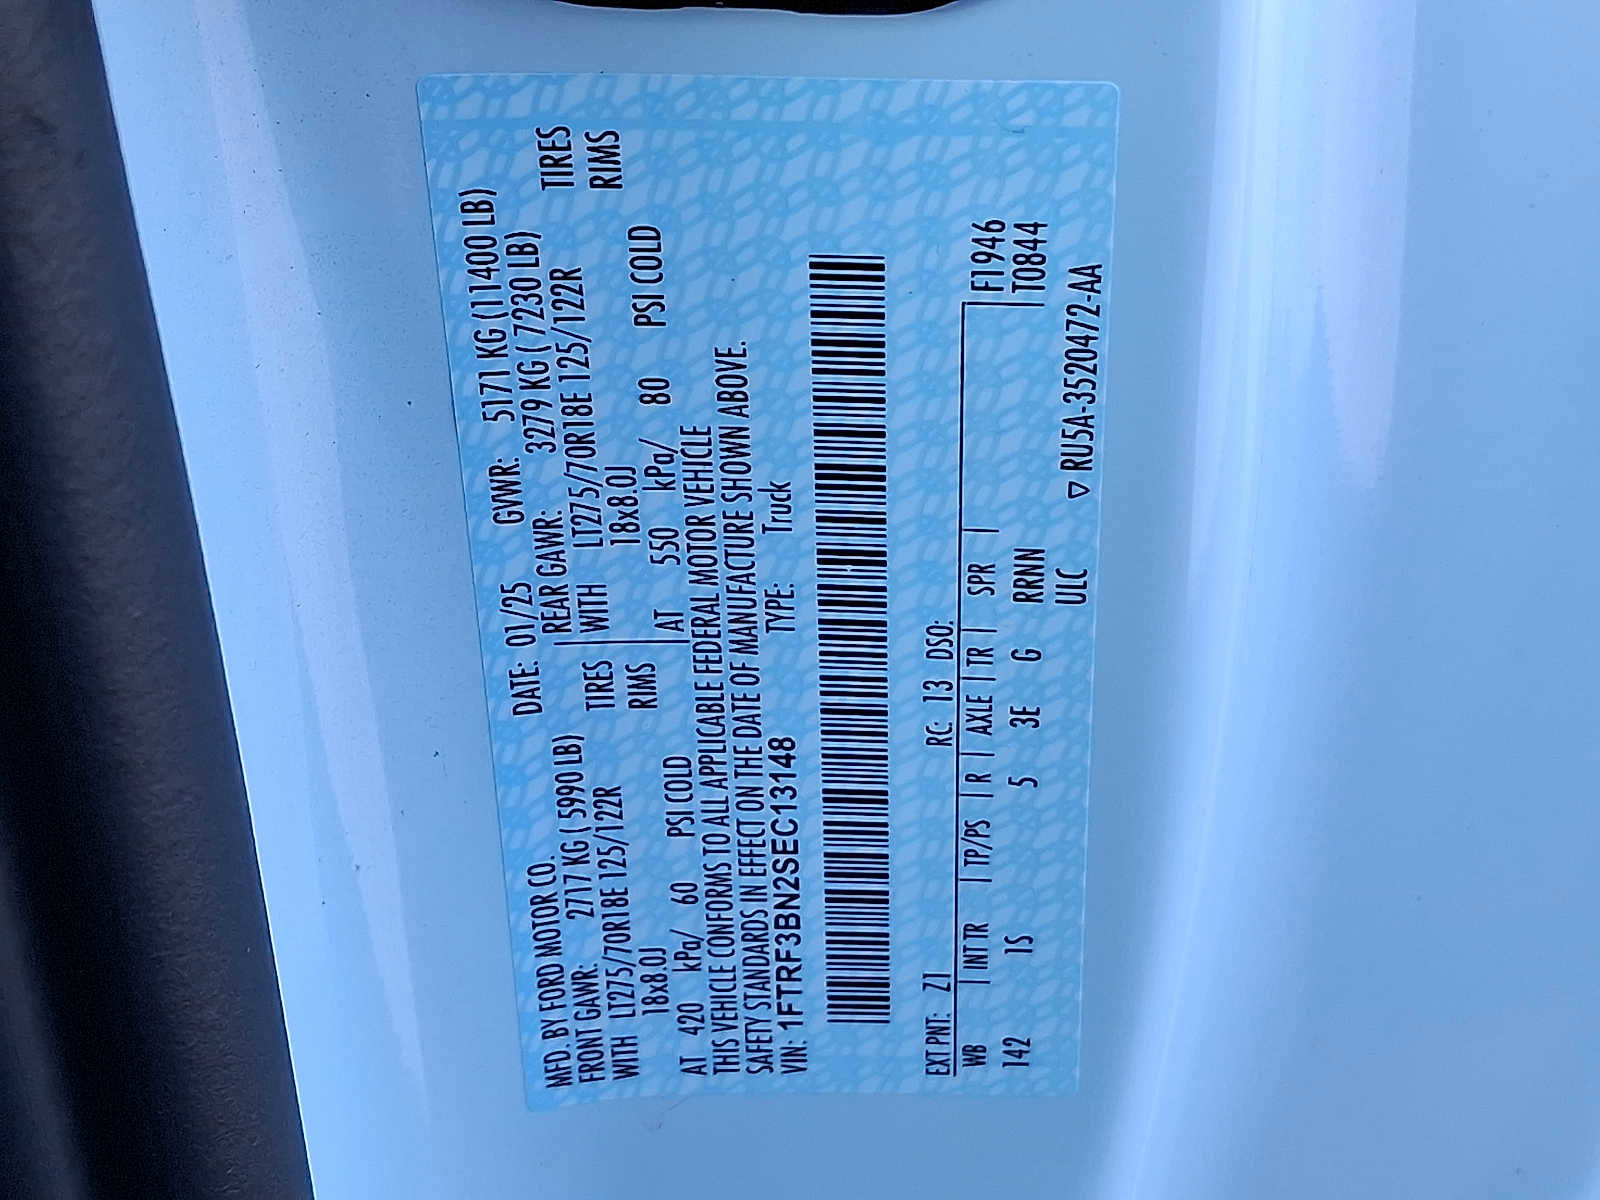 MFD. BY FORD MOTOR CO. DATE: 01/25 GVWR: 5171 KG (11400 LB)
FRONT GAWR: 2717 KG ( 5990 LB) REAR GAWR: 3279 KG ( 7230 LB)
WITH LT275/70R18E 125/122R TIRES WITH LT275/70R18E 125/122R TIRES
18x8.0J RIMS 18x8.0J RIMS
AT 420 kPa/ 60 PSI COLD AT 550 kPa/ 80 PSI COLD
THIS VEHICLE CONFORMS TO ALL APPLICABLE FEDERAL MOTOR VEHICLE
SAFETY STANDARDS IN EFFECT ON THE DATE OF MANUFACTURE SHOWN ABOVE.
VIN: 1FTRF3BN2SEC13148 TYPE: Truck
EXT PNT: Z1 RC: 13 DSO:
WB | INT TR | TP/PS | R | AXLE | TR | SPR | F1946
142 1S 5 3E G RRNN T0844
ULC ▽ RU5A-3520472-AA